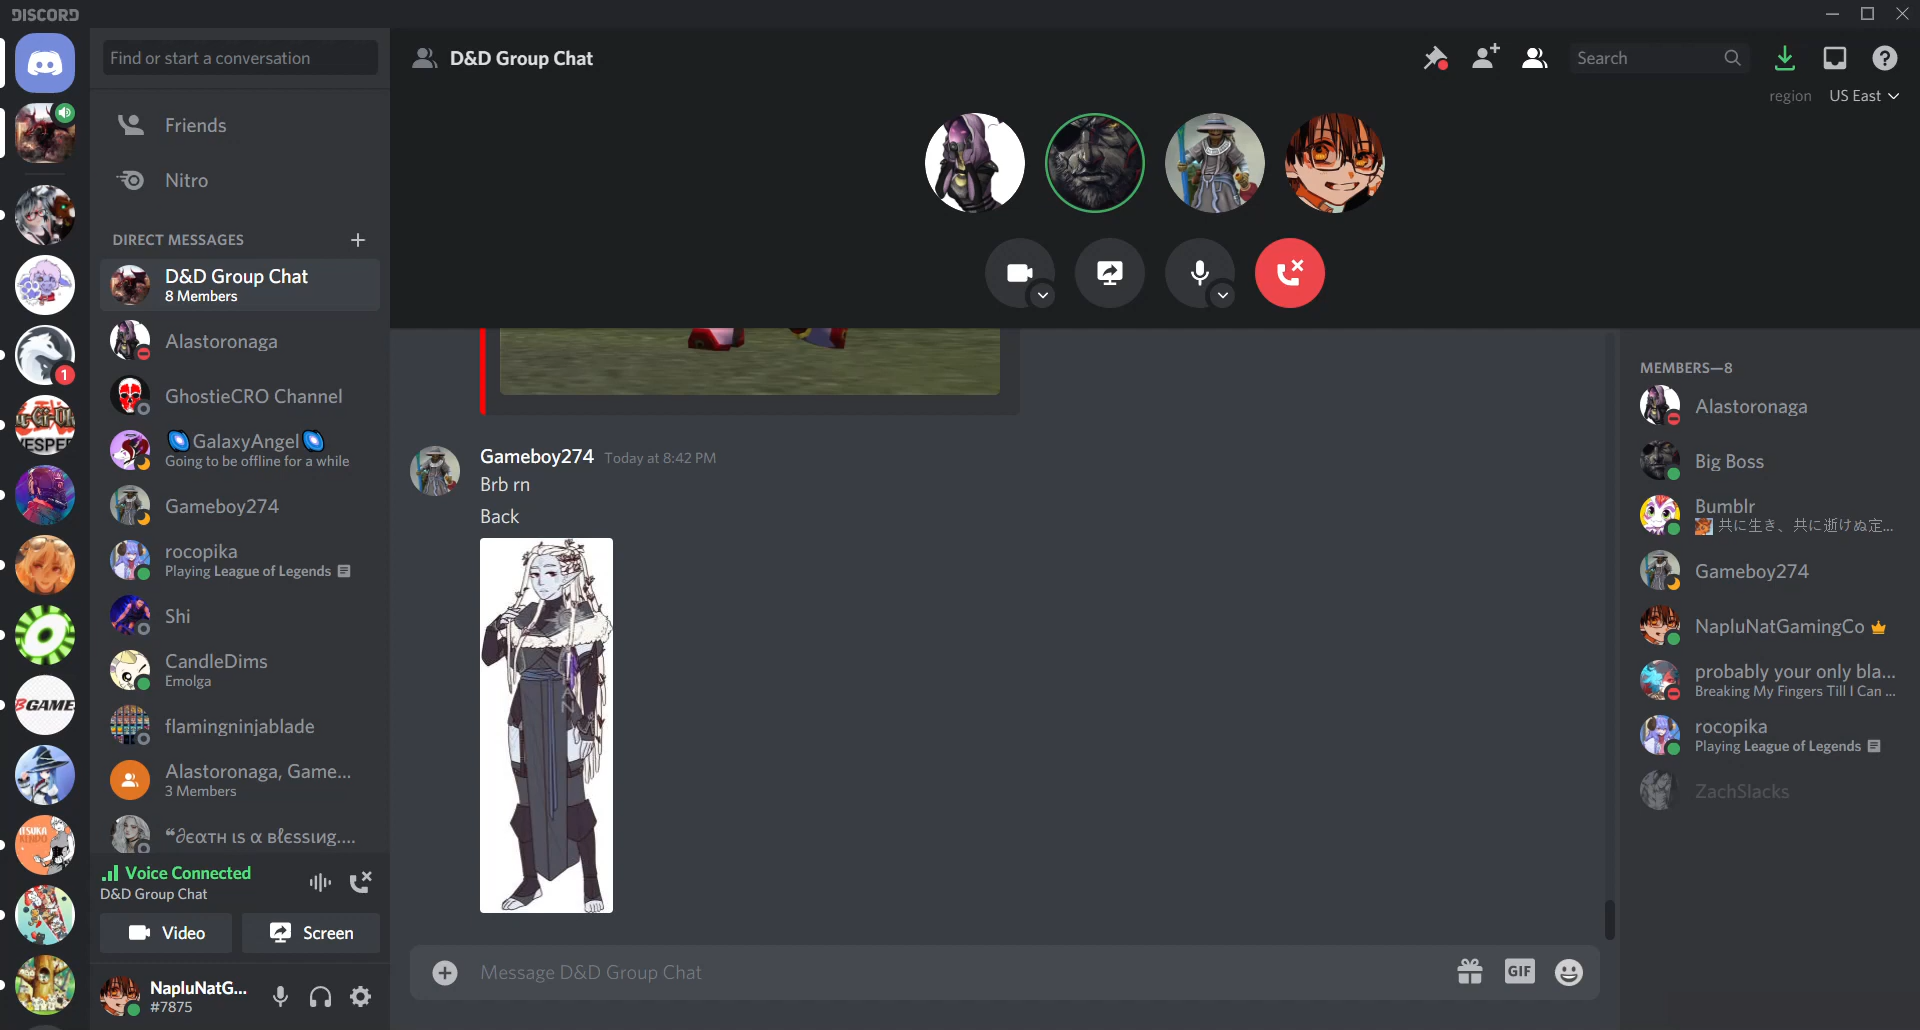 DISCORD
Find or start a conversation
Friends
Nitro
DIRECT MESSAGES
D&D Group Chat
8 Members
Alastoronaga
GhostieCRO Channel
GalaxyAngel
Going to be offline for a while
Gameboy274
rocopika
Playing League of Legends
Shi
CandleDims
Emolga
flamingninjablade
Alastoronaga, Game...
3 Members
“∂єαтн ιѕ α вℓєѕѕιиg....
Voice Connected
D&D Group Chat
Video
Screen
NapluNatG...
#7875
1
BGAME
D&D Group Chat
Search
region US East
Gameboy274 Today at 8:42 PM
Brb rn
Back
Message D&D Group Chat
GIF
MEMBERS—8
Alastoronaga
Big Boss
Bumblr
共に生き、共に逝けぬ定...
Gameboy274
NapluNatGamingCo
probably your only bla...
Breaking My Fingers Till I Can ...
rocopika
Playing League of Legends
ZachSlacks